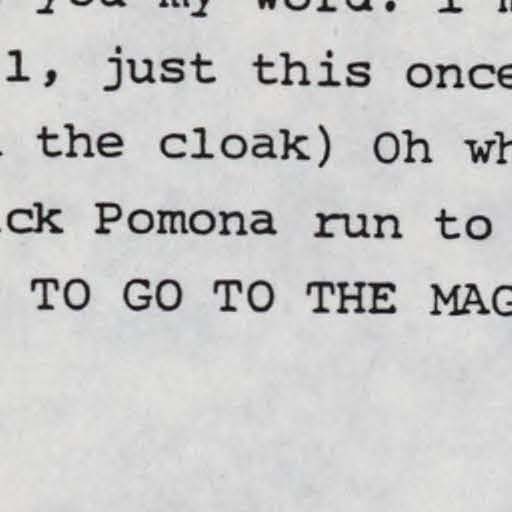 you my word. I
l, just this once
the cloak) Oh wh
ck Pomona run to
TO GO TO THE MAG